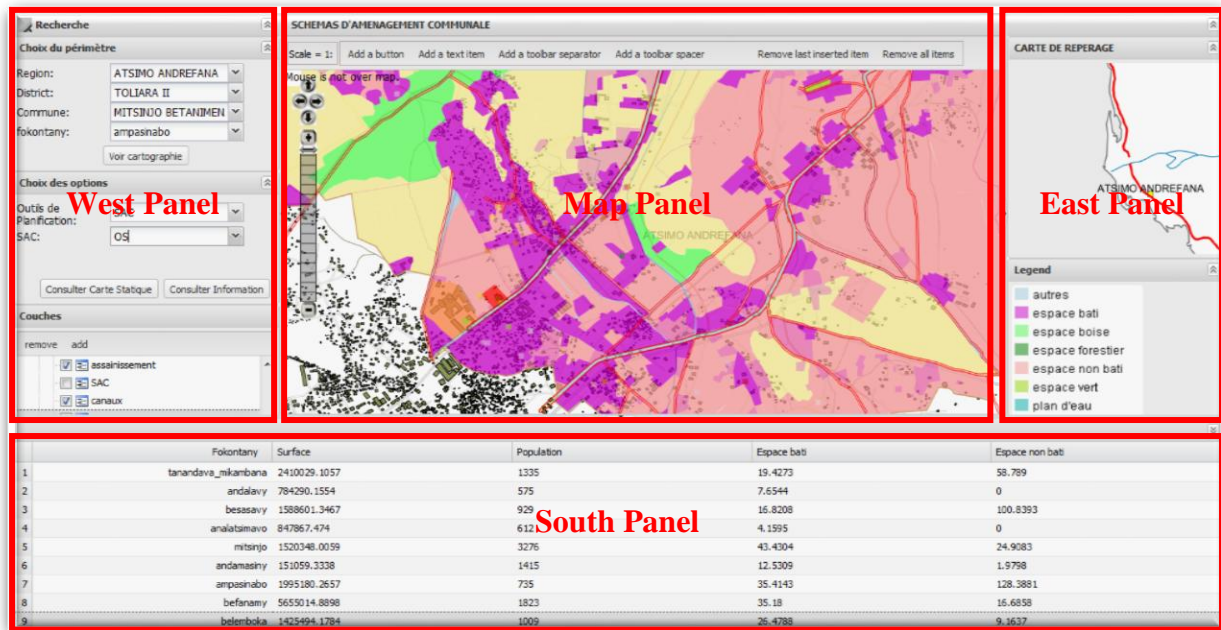 Recherche
Choix du périmètre
Region: ATSIMO ANDREFANA
District: TOLIARA II
Commune: MITSINJO BETANIMEN
fokontany: ampasinabo
Voir cartographie
Choix des options
Outils de
Planification:
SAC: OS
West Panel
Consulter Carte Statique Consulter Information
Couches
remove add
assainissement
SAC
canaux
SCHEMAS D'AMENAGEMENT COMMUNALE
Scale = 1: Add a button Add a text item Add a toolbar separator Add a toolbar spacer Remove last inserted item Remove all items
Mouse is not over map.
Map Panel
ATSIMO ANDREFANA
CARTE DE REPERAGE
ATSIMO ANDREFANA
East Panel
Legend
autres
espace bati
espace boise
espace forestier
espace non bati
espace vert
plan d'eau
Fokontany Surface Population Espace bati Espace non bati
1 tanandava_mikambana 2410029.1057 1335 19.4273 58.789
2 andalavy 784290.1554 575 7.6544 0
3 besasavy 1588601.3467 929 16.8208 100.8393
4 analatsimavo 847867.474 612 4.1595 0
South Panel
5 mitsinjo 1520348.0059 3276 43.4304 24.9083
6 andamasiny 151059.3338 1415 12.5309 1.9798
7 ampasinabo 1995180.2657 735 35.4143 128.3881
8 befanamy 5655014.8898 1823 35.18 16.6858
9 belemboka 1425494.1784 1009 26.4788 9.1637